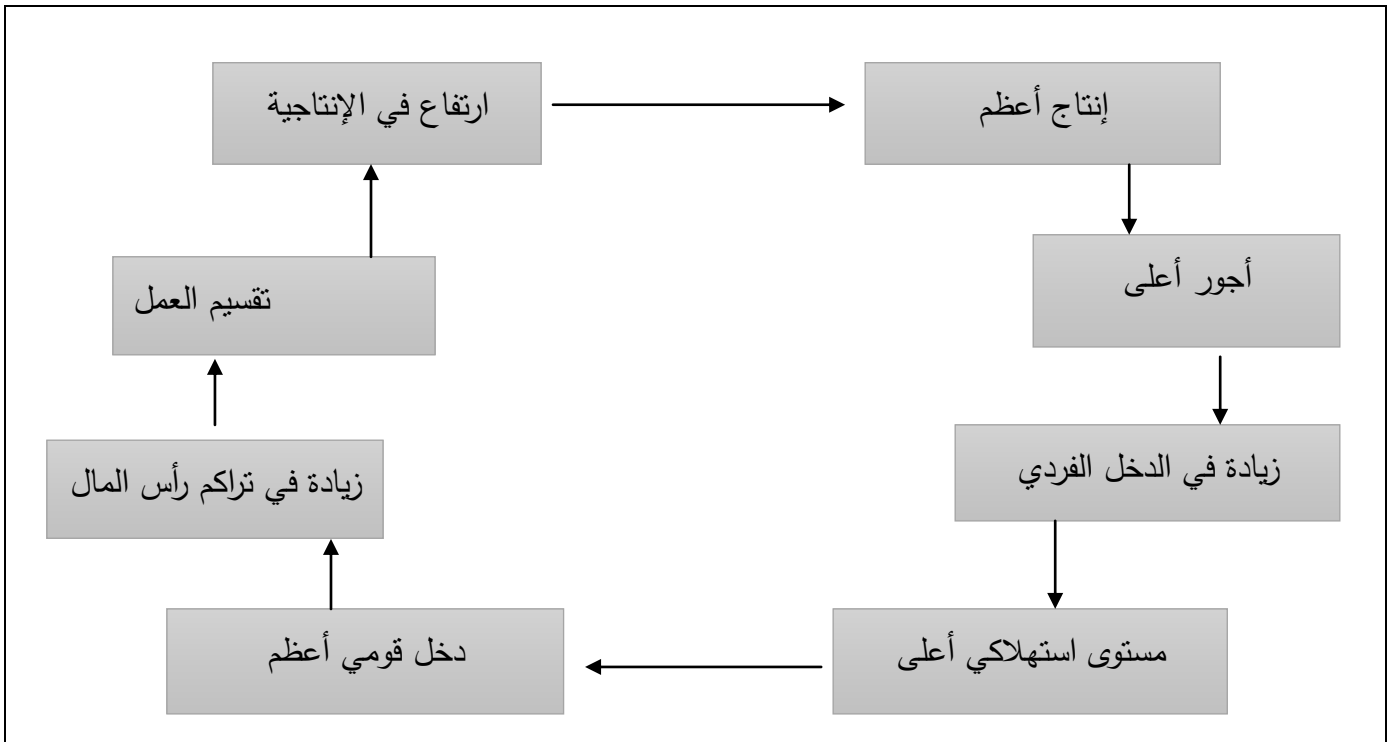 ارتفاع في الإنتاجية
إنتاج أعظم
أجور أعلى
زيادة في الدخل الفردي
مستوى استهلاكي أعلى
دخل قومي أعظم
زيادة في تراكم رأس المال
تقسيم العمل